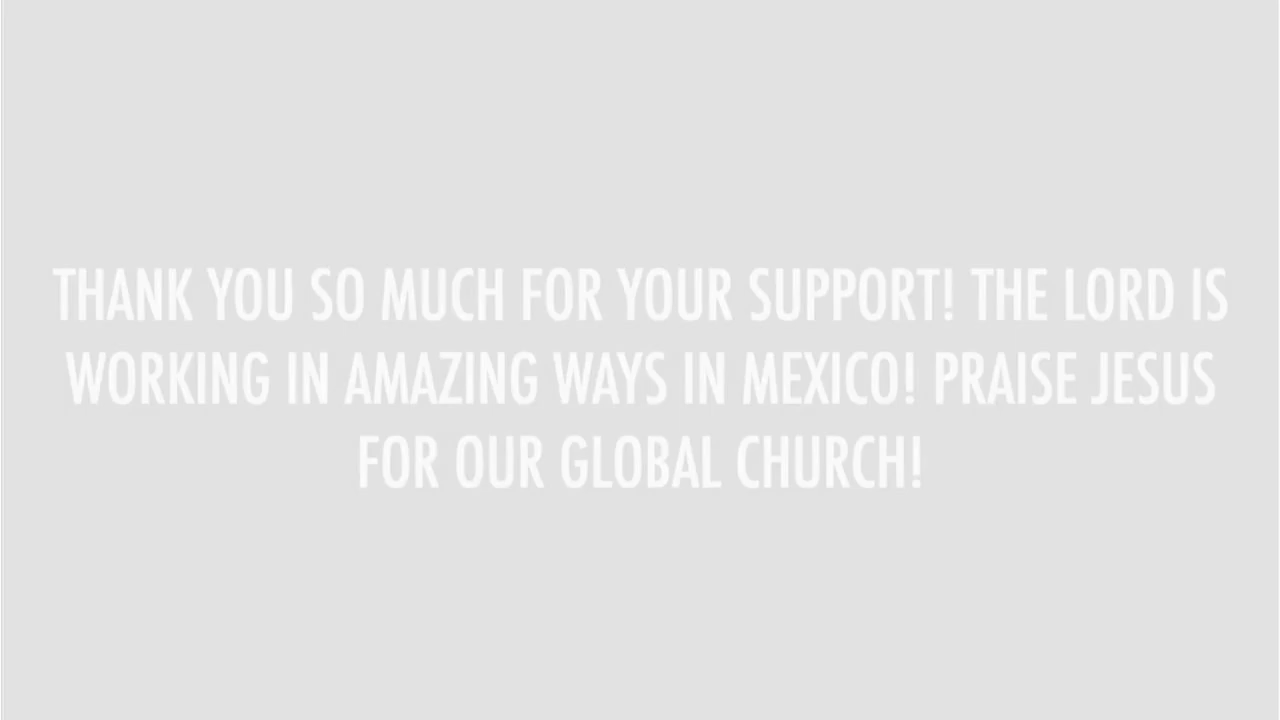 THANK YOU SO MUCH FOR YOUR SUPPORT! THE LORD IS
WORKING IN AMAZING WAYS IN MEXICO! PRAISE JESUS
FOR OUR GLOBAL CHURCH!